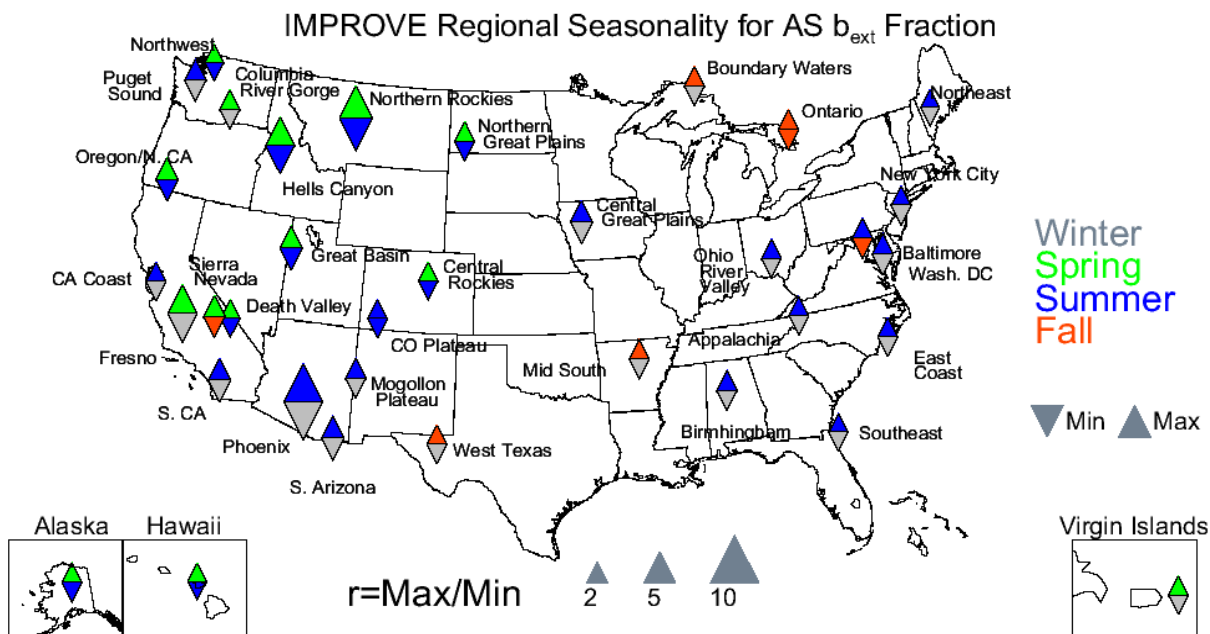 IMPROVE Regional Seasonality for AS bext Fraction
Northwest
Puget
Sound
Columbia
River Gorge
Northern Rockies
Northern
Great Plains
Boundary Waters
Ontario
Northeast
Oregon/N. CA
Hells Canyon
New York City
Central
Great Plains
Great Basin
Ohio
River
Valley
Baltimore
Wash. DC
CA Coast
Sierra
Nevada
Death Valley
Central
Rockies
CO Plateau
Appalachia
East
Coast
Fresno
Mid South
S. CA
Mogollon
Plateau
Phoenix
West Texas
Birmhingham
Southeast
S. Arizona
Winter
Spring
Summer
Fall
Min Max
Alaska Hawaii
Virgin Islands
r=Max/Min
2 5 10